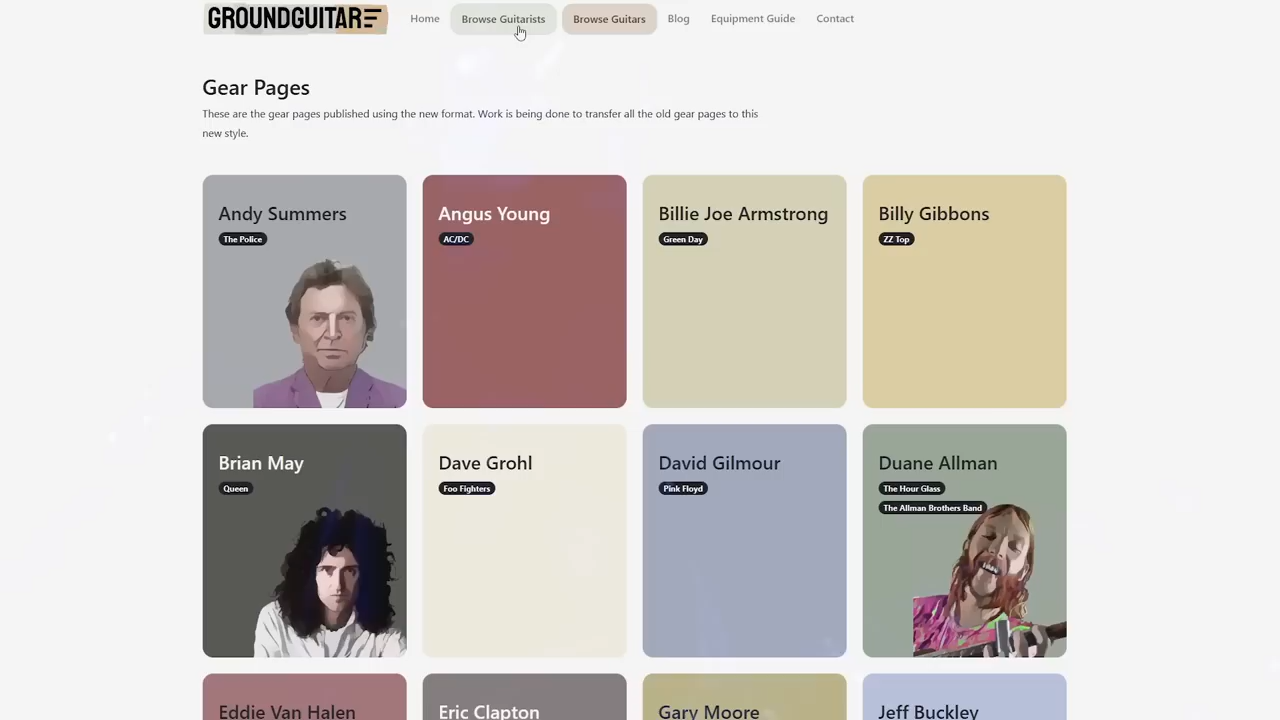 GROUNDGUITAR
Home
Browse Guitarists
Browse Guitars
Blog
Equipment Guide
Contact
Gear Pages
These are the gear pages published using the new format. Work is being done to transfer all the old gear pages to this
new style.
Andy Summers
The Police
Angus Young
AC/DC
Billie Joe Armstrong
Green Day
Billy Gibbons
ZZ Top
Brian May
Queen
Dave Grohl
Foo Fighters
David Gilmour
Pink Floyd
Duane Allman
The Hour Glass
The Allman Brothers Band
Eddie Van Halen
Eric Clapton
Gary Moore
Jeff Buckley